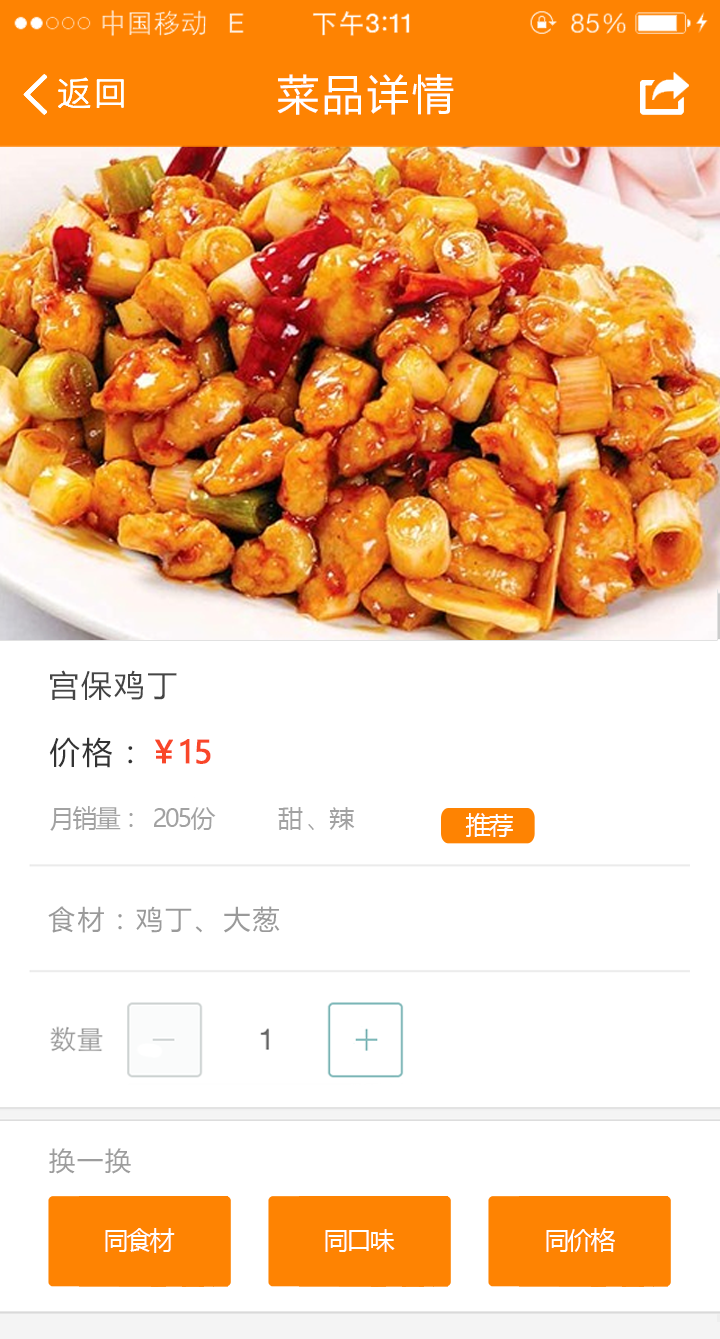 中国移动 E 下午3:11 85%
返回 菜品详情
宫保鸡丁
价格：¥15
月销量：205份 甜、辣 推荐
食材：鸡丁、大葱
数量 － 1 ＋
换一换
同食材 同口味 同价格